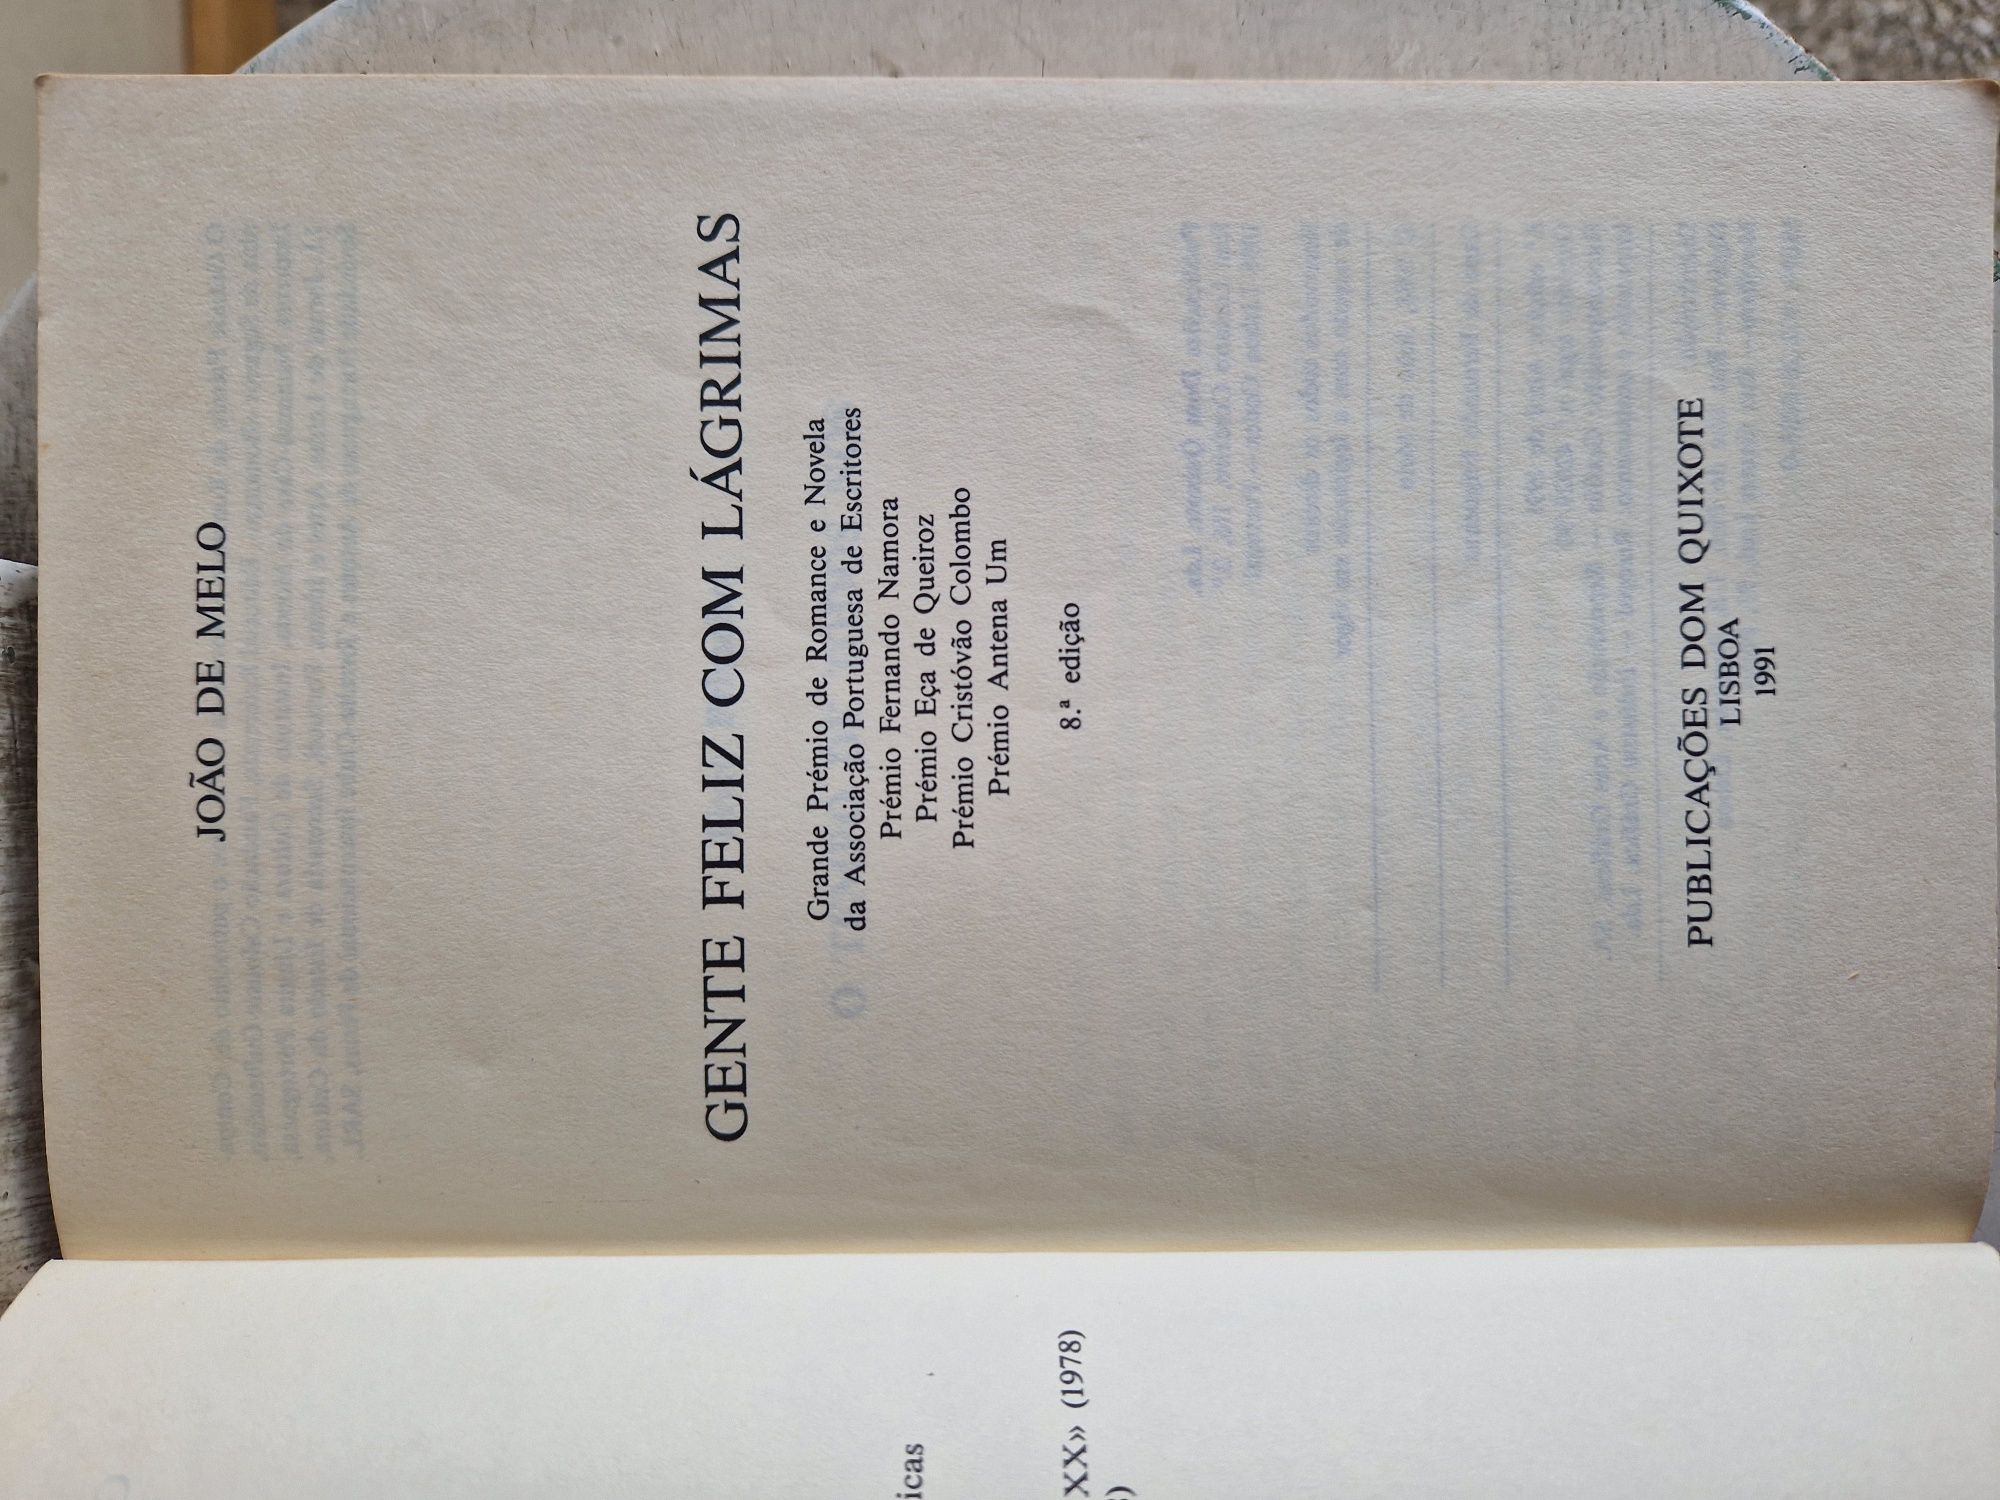 JOÃO DE MELO
GENTE FELIZ COM LÁGRIMAS
Grande Prémio de Romance e Novela
da Associação Portuguesa de Escritores
Prémio Fernando Namora
Prémio Eça de Queiroz
Prémio Cristóvão Colombo
Prémio Antena Um
8.ª edição
PUBLICAÇÕES DOM QUIXOTE
LISBOA
1991
icas
XX» (1978)